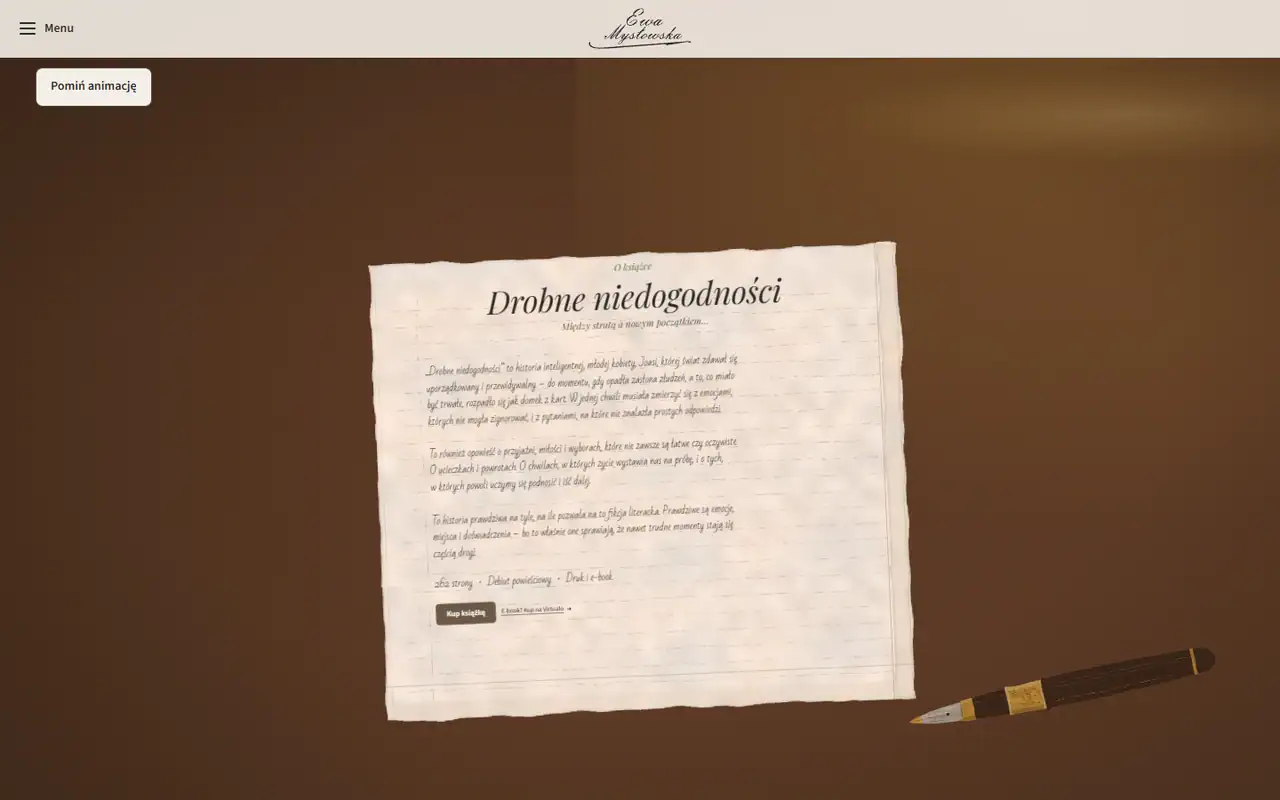 Menu
Ewa
Mysłowska
Pomiń animację
O książce
Drobne niedogodności
Między stratą a nowym początkiem...
„Drobne niedogodności” to historia inteligentnej, młodej kobiety, Joasi, której świat zdawał się
uporządkowany i przewidywalny – do momentu, gdy opadła zasłona złudzeń, a to, co miało
być trwałe, rozpadło się jak domek z kart. W jednej chwili musiała zmierzyć się z emocjami,
których nie mogła zignorować, i z pytaniami, na które nie znalazła prostych odpowiedzi.
To również opowieść o przyjaźni, miłości i wyborach, które nie zawsze są łatwe czy oczywiste.
O ucieczkach i powrotach. O chwilach, w których życie wystawia nas na próbę, i o tych,
w których powoli uczymy się podnosić i iść dalej.
To historia prawdziwa na tyle, na ile pozwala na to fikcja literacka. Prawdziwe są emocje,
miejsca i doświadczenia – bo to właśnie one sprawiają, że nawet trudne momenty stają się
częścią drogi.
262 strony · Debiut powieściowy · Druk i e-book
Kup książkę
E-book? Kup na Virtualo →